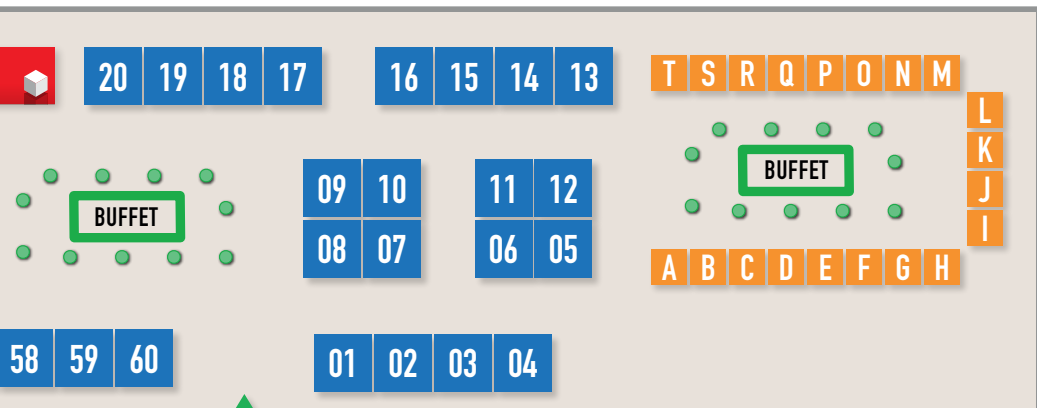 20 19 18 17
16 15 14 13
T S R Q P O N M
L
K
J
I
BUFFET
09 10
08 07
11 12
06 05
BUFFET
A B C D E F G H
58 59 60
01 02 03 04